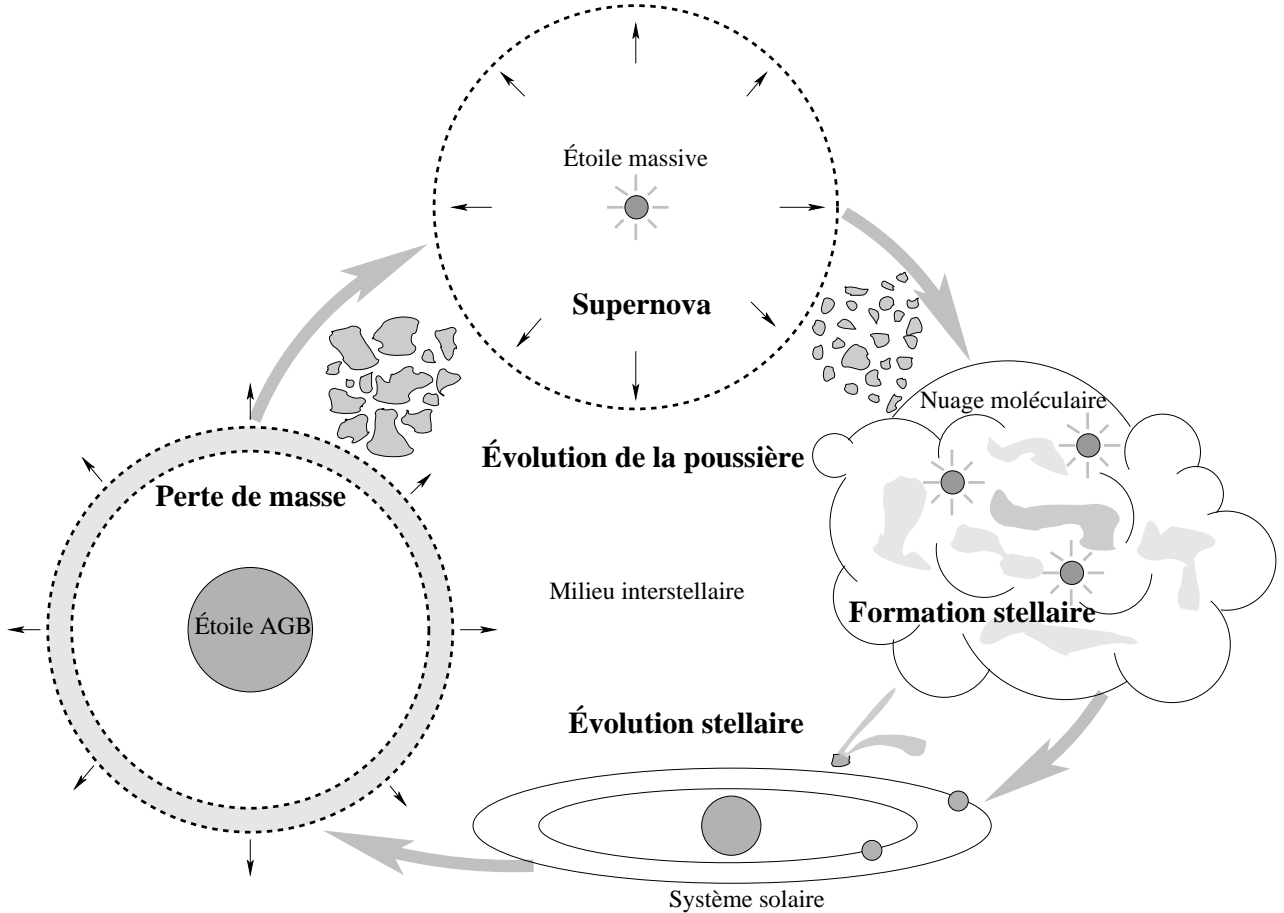 Étoile massive
Supernova
Nuage moléculaire
Évolution de la poussière
Perte de masse
Milieu interstellaire
Formation stellaire
Étoile AGB
Évolution stellaire
Système solaire